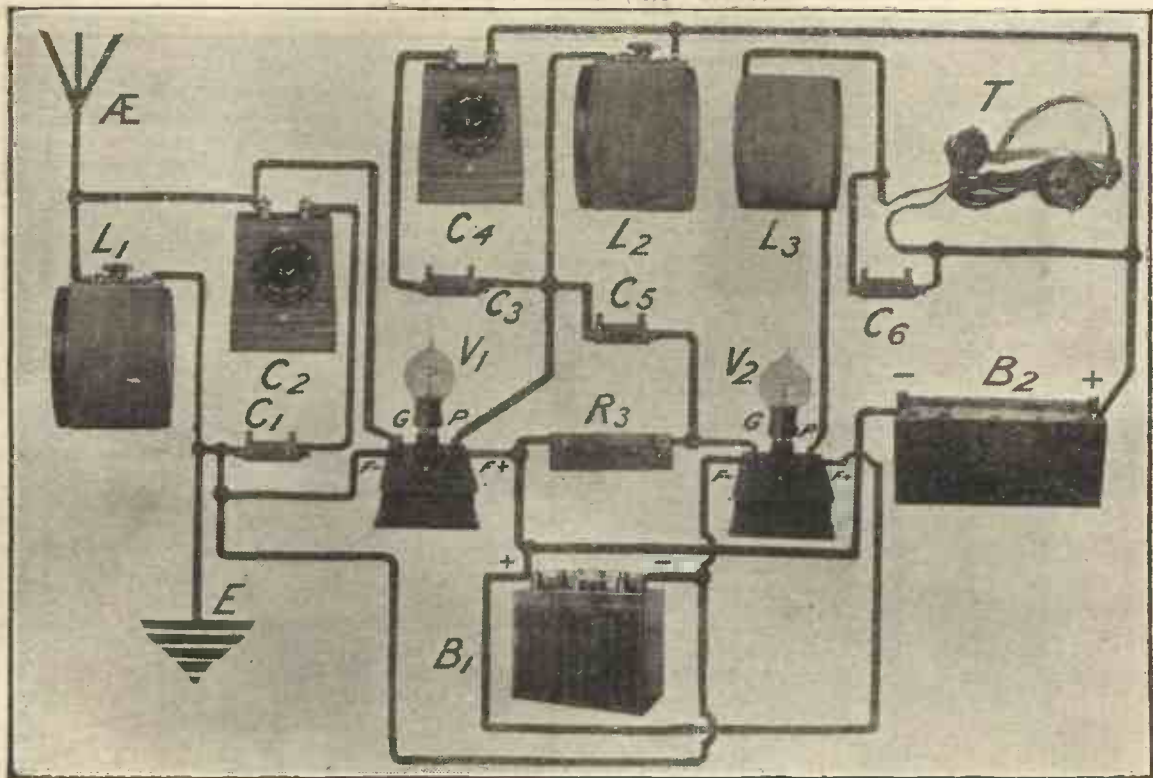 Æ
T
L1
C4
L2
L3
C3
C5
C6
C2
V1
V2
B2
- +
C1
G P
R3
G P
F- F+
F- F+
+ -
E
B1